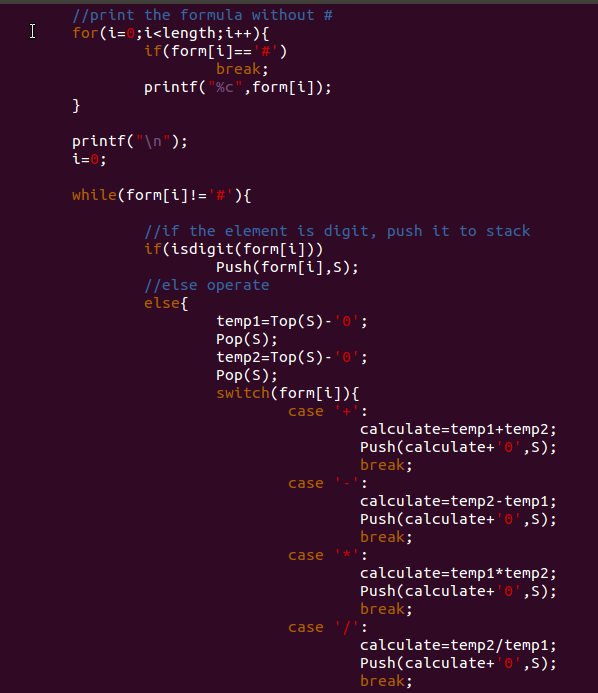 //print the formula without #
for(i=0;i<length;i++){
if(form[i]=='#')
break;
printf("%c",form[i]);
}
printf("\n");
i=0;
while(form[i]!='#'){
//if the element is digit, push it to stack
if(isdigit(form[i]))
Push(form[i],S);
//else operate
else{
temp1=Top(S)-'0';
Pop(S);
temp2=Top(S)-'0';
Pop(S);
switch(form[i]){
case '+':
calculate=temp1+temp2;
Push(calculate+'0',S);
break;
case '-':
calculate=temp2-temp1;
Push(calculate+'0',S);
break;
case '*':
calculate=temp1*temp2;
Push(calculate+'0',S);
break;
case '/':
calculate=temp2/temp1;
Push(calculate+'0',S);
break;